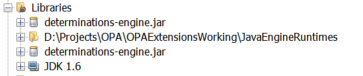 Libraries
determinations-engine.jar
D:\Projects\OPA\OPAExtensionsWorking\JavaEngineRuntimes
determinations-engine.jar
JDK 1.6